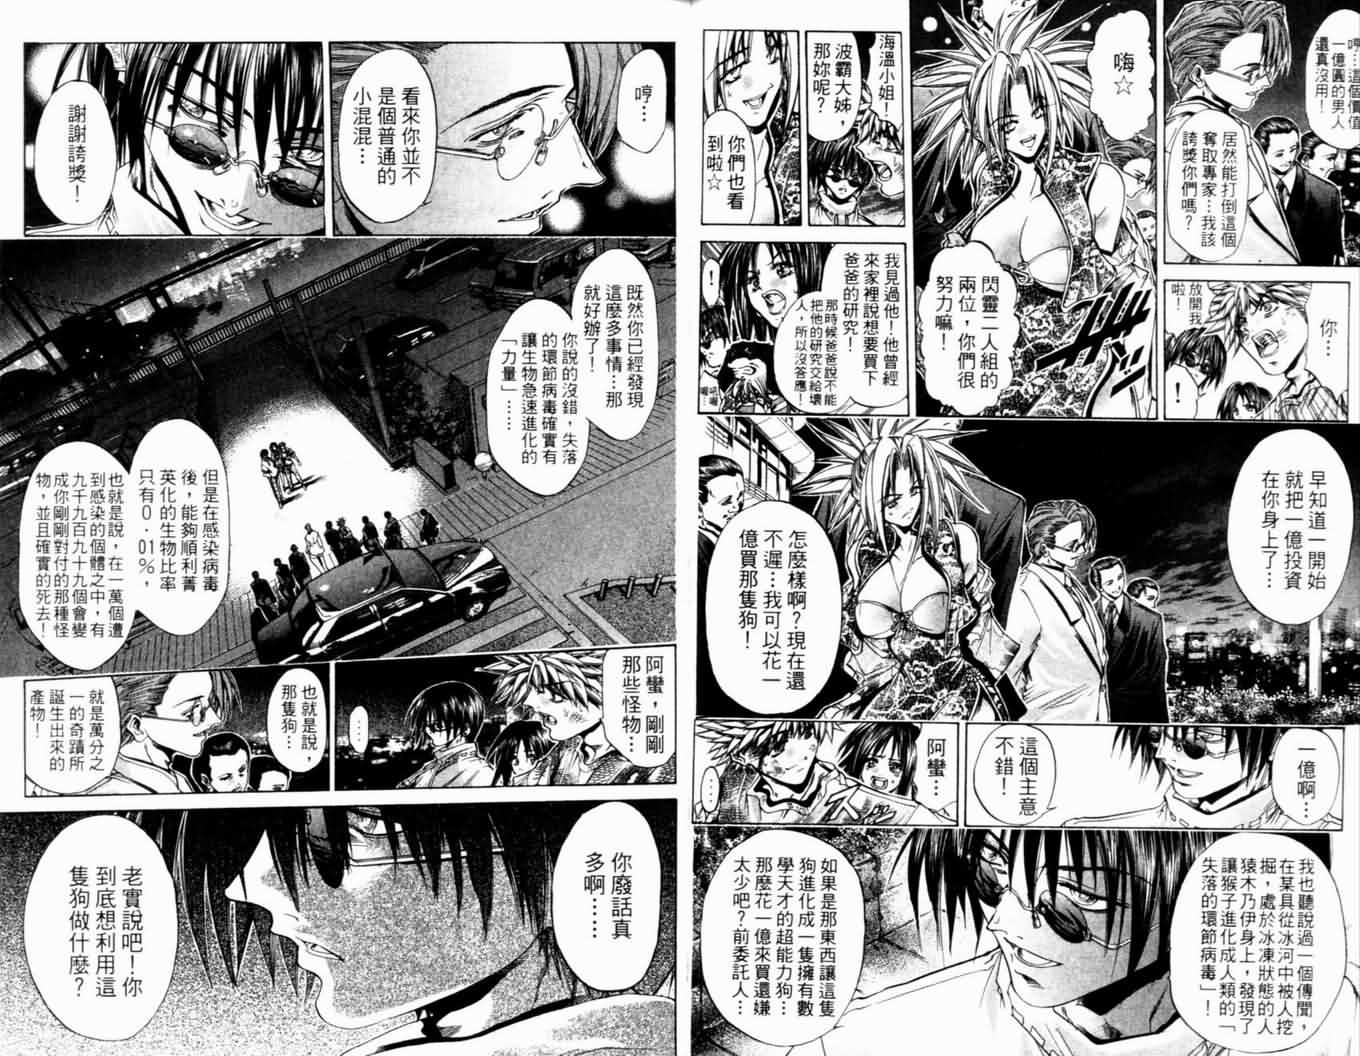 哼…這個價值
一億圓的男人
還真沒用！
居然能打倒這個
奪取專家…我該
誇獎你們嗎？
嗨☆
閃靈二人組的
兩位，你們很
努力嘛！
海溫小姐！
波霸大姊，
那妳呢？
你們也看
到啦☆
你…
放開我
啦！
！
我見過他！他曾經
來家裡說想要買下
爸爸的研究！
那時候爸爸說不能
把他的研究交給壞
人，所以沒答應！
！
嗚…
早知道一開始
就把一億投資
在你身上了…
怎麼樣啊？現在還
不遲…我可以花一
億買那隻狗！
一億啊…
這個主意
不錯！
阿蠻…
…
我也聽說過一個傳聞，
在某具從冰河中被人挖
掘，處於冰凍狀態的人
猿木乃伊身上，發現了
讓猴子進化成人類的「
失落的環節病毒」！
如果是那東西讓這隻
狗進化成一隻擁有數
學天才的超能力狗…
那麼花一億來買還嫌
太少吧？前委託人…
哼…
看來你並不
是個普通的
小混混…
謝謝誇獎！
既然你已經發現
這麼多事情…那
就好辦了！
你說的沒錯，失落
的環節病毒確實有
讓生物急速進化的
「力量」……
但是在感染病毒
後，能夠順利菁
英化的生物比率
只有0．01％，
也就是說，在一萬個遭
到感染的個體之中，有
九千九百九十九個會變
成你剛剛對付的那種怪
物，並且確實的死去！
阿蠻，剛剛
那些怪物…
…
也就是說，
那隻狗…
就是萬分之
一的奇蹟所
誕生出來的
產物！
你廢話真
多啊……
老實說吧！你
到底想利用這
隻狗做什麼？